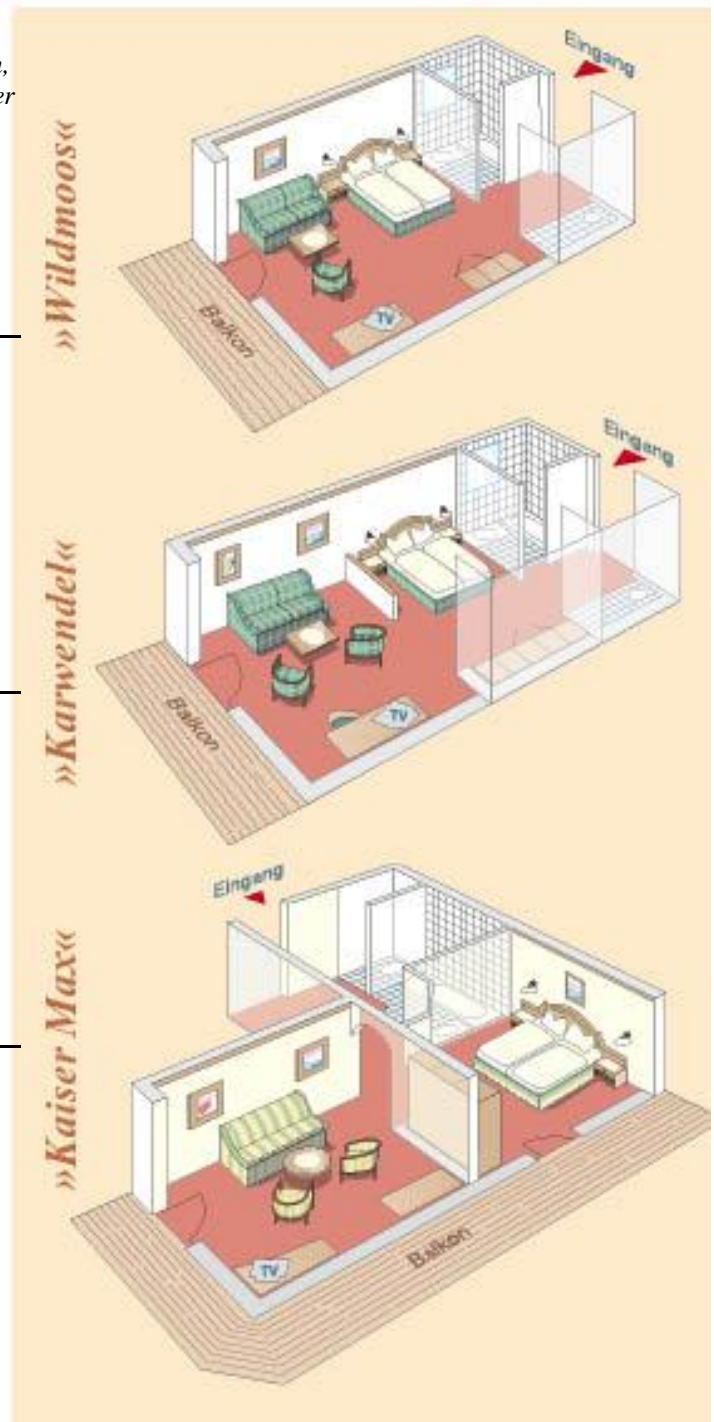 »Wildmoos«
Eingang
TV
Balkon
»Karwendel«
Eingang
TV
Balkon
»Kaiser Max«
Eingang
TV
Balkon